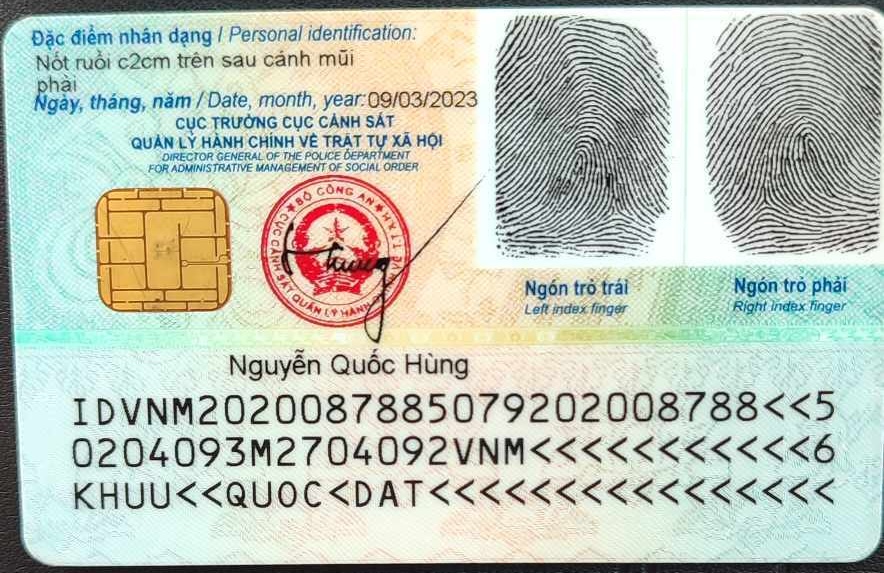 Đặc điểm nhân dạng / Personal identification:
Nốt ruồi c2cm trên sau cánh mũi
phải
Ngày, tháng, năm / Date, month, year: 09/03/2023
CỤC TRƯỞNG CỤC CẢNH SÁT
QUẢN LÝ HÀNH CHÍNH VỀ TRẬT TỰ XÃ HỘI
DIRECTOR GENERAL OF THE POLICE DEPARTMENT
FOR ADMINISTRATIVE MANAGEMENT OF SOCIAL ORDER
BỘ CÔNG AN
CỤC CẢNH SÁT QUẢN LÝ HÀNH
Ngón trỏ trái
Left index finger
Ngón trỏ phải
Right index finger
Nguyễn Quốc Hùng
IDVNM2020087885079202008788<<5
0204093M2704092VNM<<<<<<<<<<<6
KHUU<<QUOC<DAT<<<<<<<<<<<<<<<<